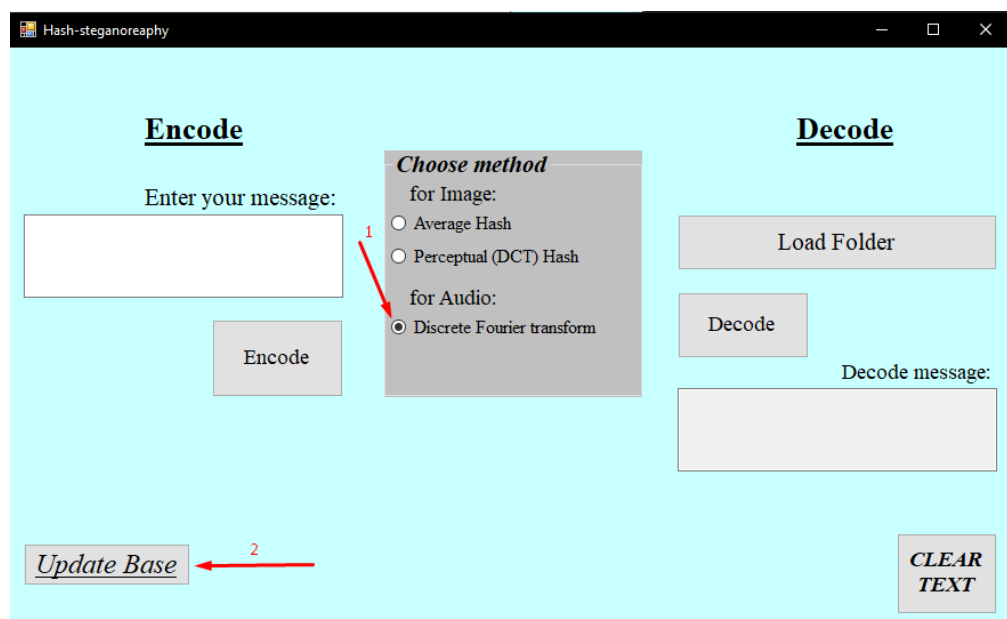 Hash-steganoreaphy
Encode
Enter your message:
Encode
Choose method
for Image:
Average Hash
Perceptual (DCT) Hash
for Audio:
Discrete Fourier transform
1
Decode
Load Folder
Decode
Decode message:
Update Base
2
CLEAR
TEXT